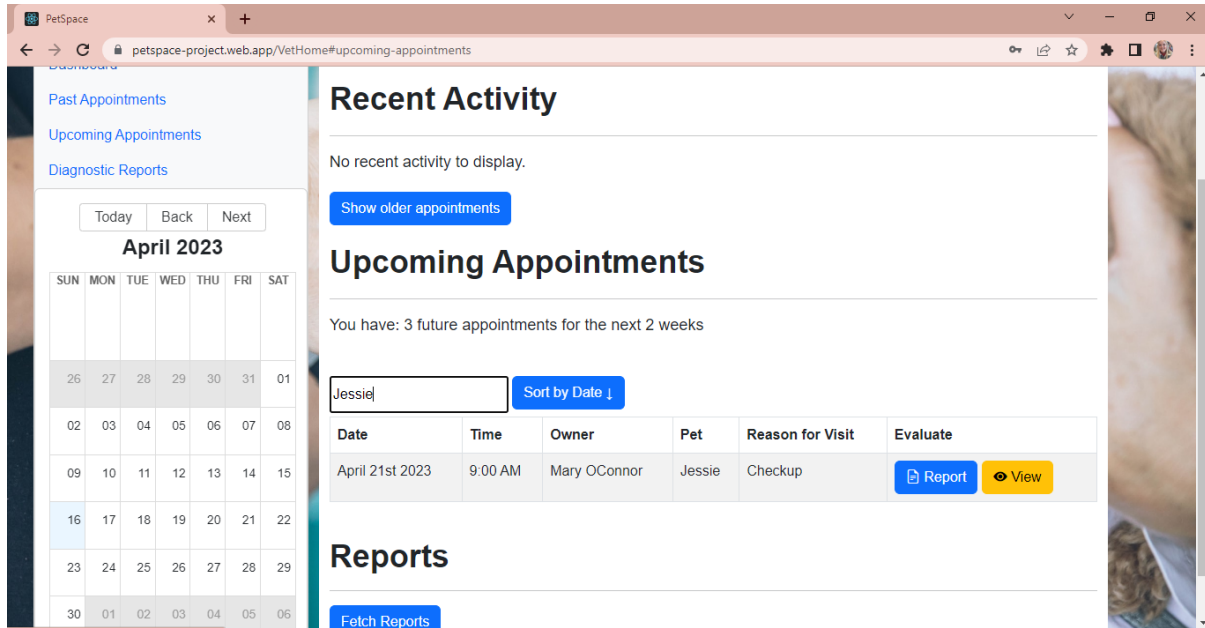 PetSpace
petspace-project.web.app/VetHome#upcoming-appointments
Dashboard
Past Appointments
Upcoming Appointments
Diagnostic Reports
Today Back Next
April 2023
SUN MON TUE WED THU FRI SAT
26 27 28 29 30 31 01
02 03 04 05 06 07 08
09 10 11 12 13 14 15
16 17 18 19 20 21 22
23 24 25 26 27 28 29
30 01 02 03 04 05 06
Recent Activity
No recent activity to display.
Show older appointments
Upcoming Appointments
You have: 3 future appointments for the next 2 weeks
Jessie Sort by Date ↓
Date Time Owner Pet Reason for Visit Evaluate
April 21st 2023 9:00 AM Mary OConnor Jessie Checkup Report View
Reports
Fetch Reports